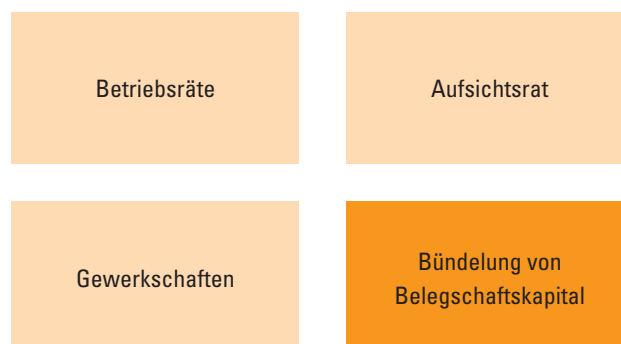 Betriebsräte
Aufsichtsrat
Gewerkschaften
Bündelung von
Belegschaftskapital